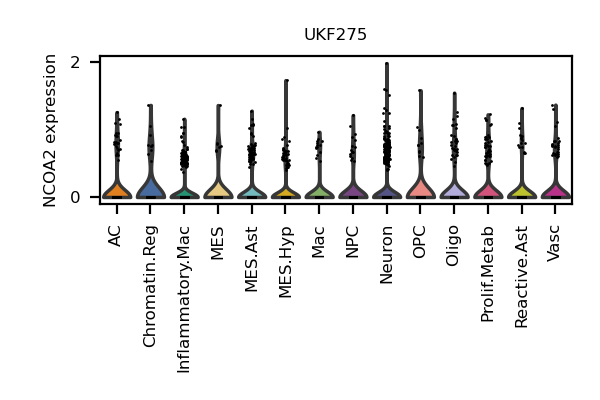 UKF275
NCOA2 expression
2
0
AC
Chromatin.Reg
Inflammatory.Mac
MES
MES.Ast
MES.Hyp
Mac
NPC
Neuron
OPC
Oligo
Prolif.Metab
Reactive.Ast
Vasc